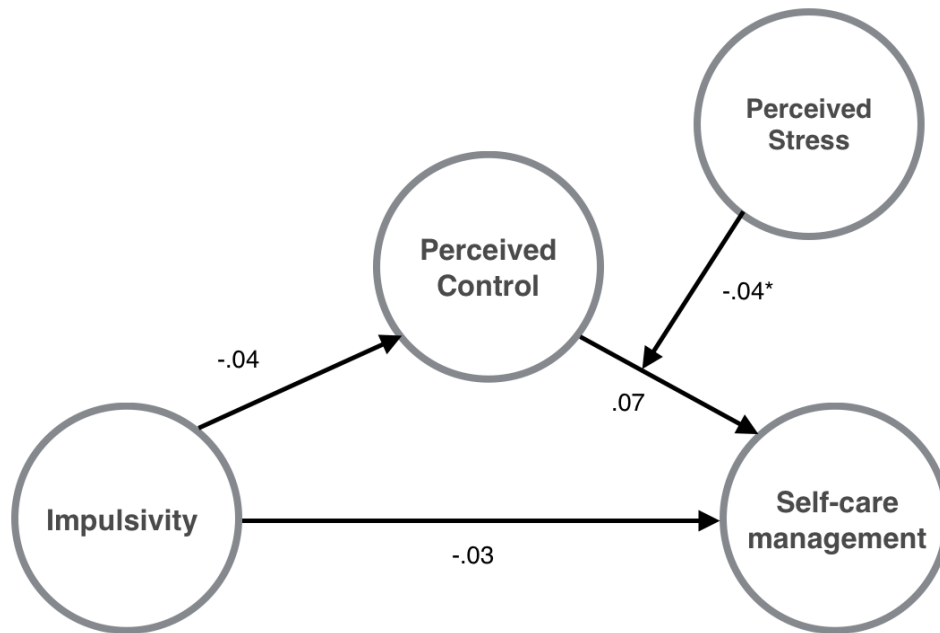 Perceived
Stress
Perceived
Control
-.04*
-.04
.07
Impulsivity
Self-care
management
-.03